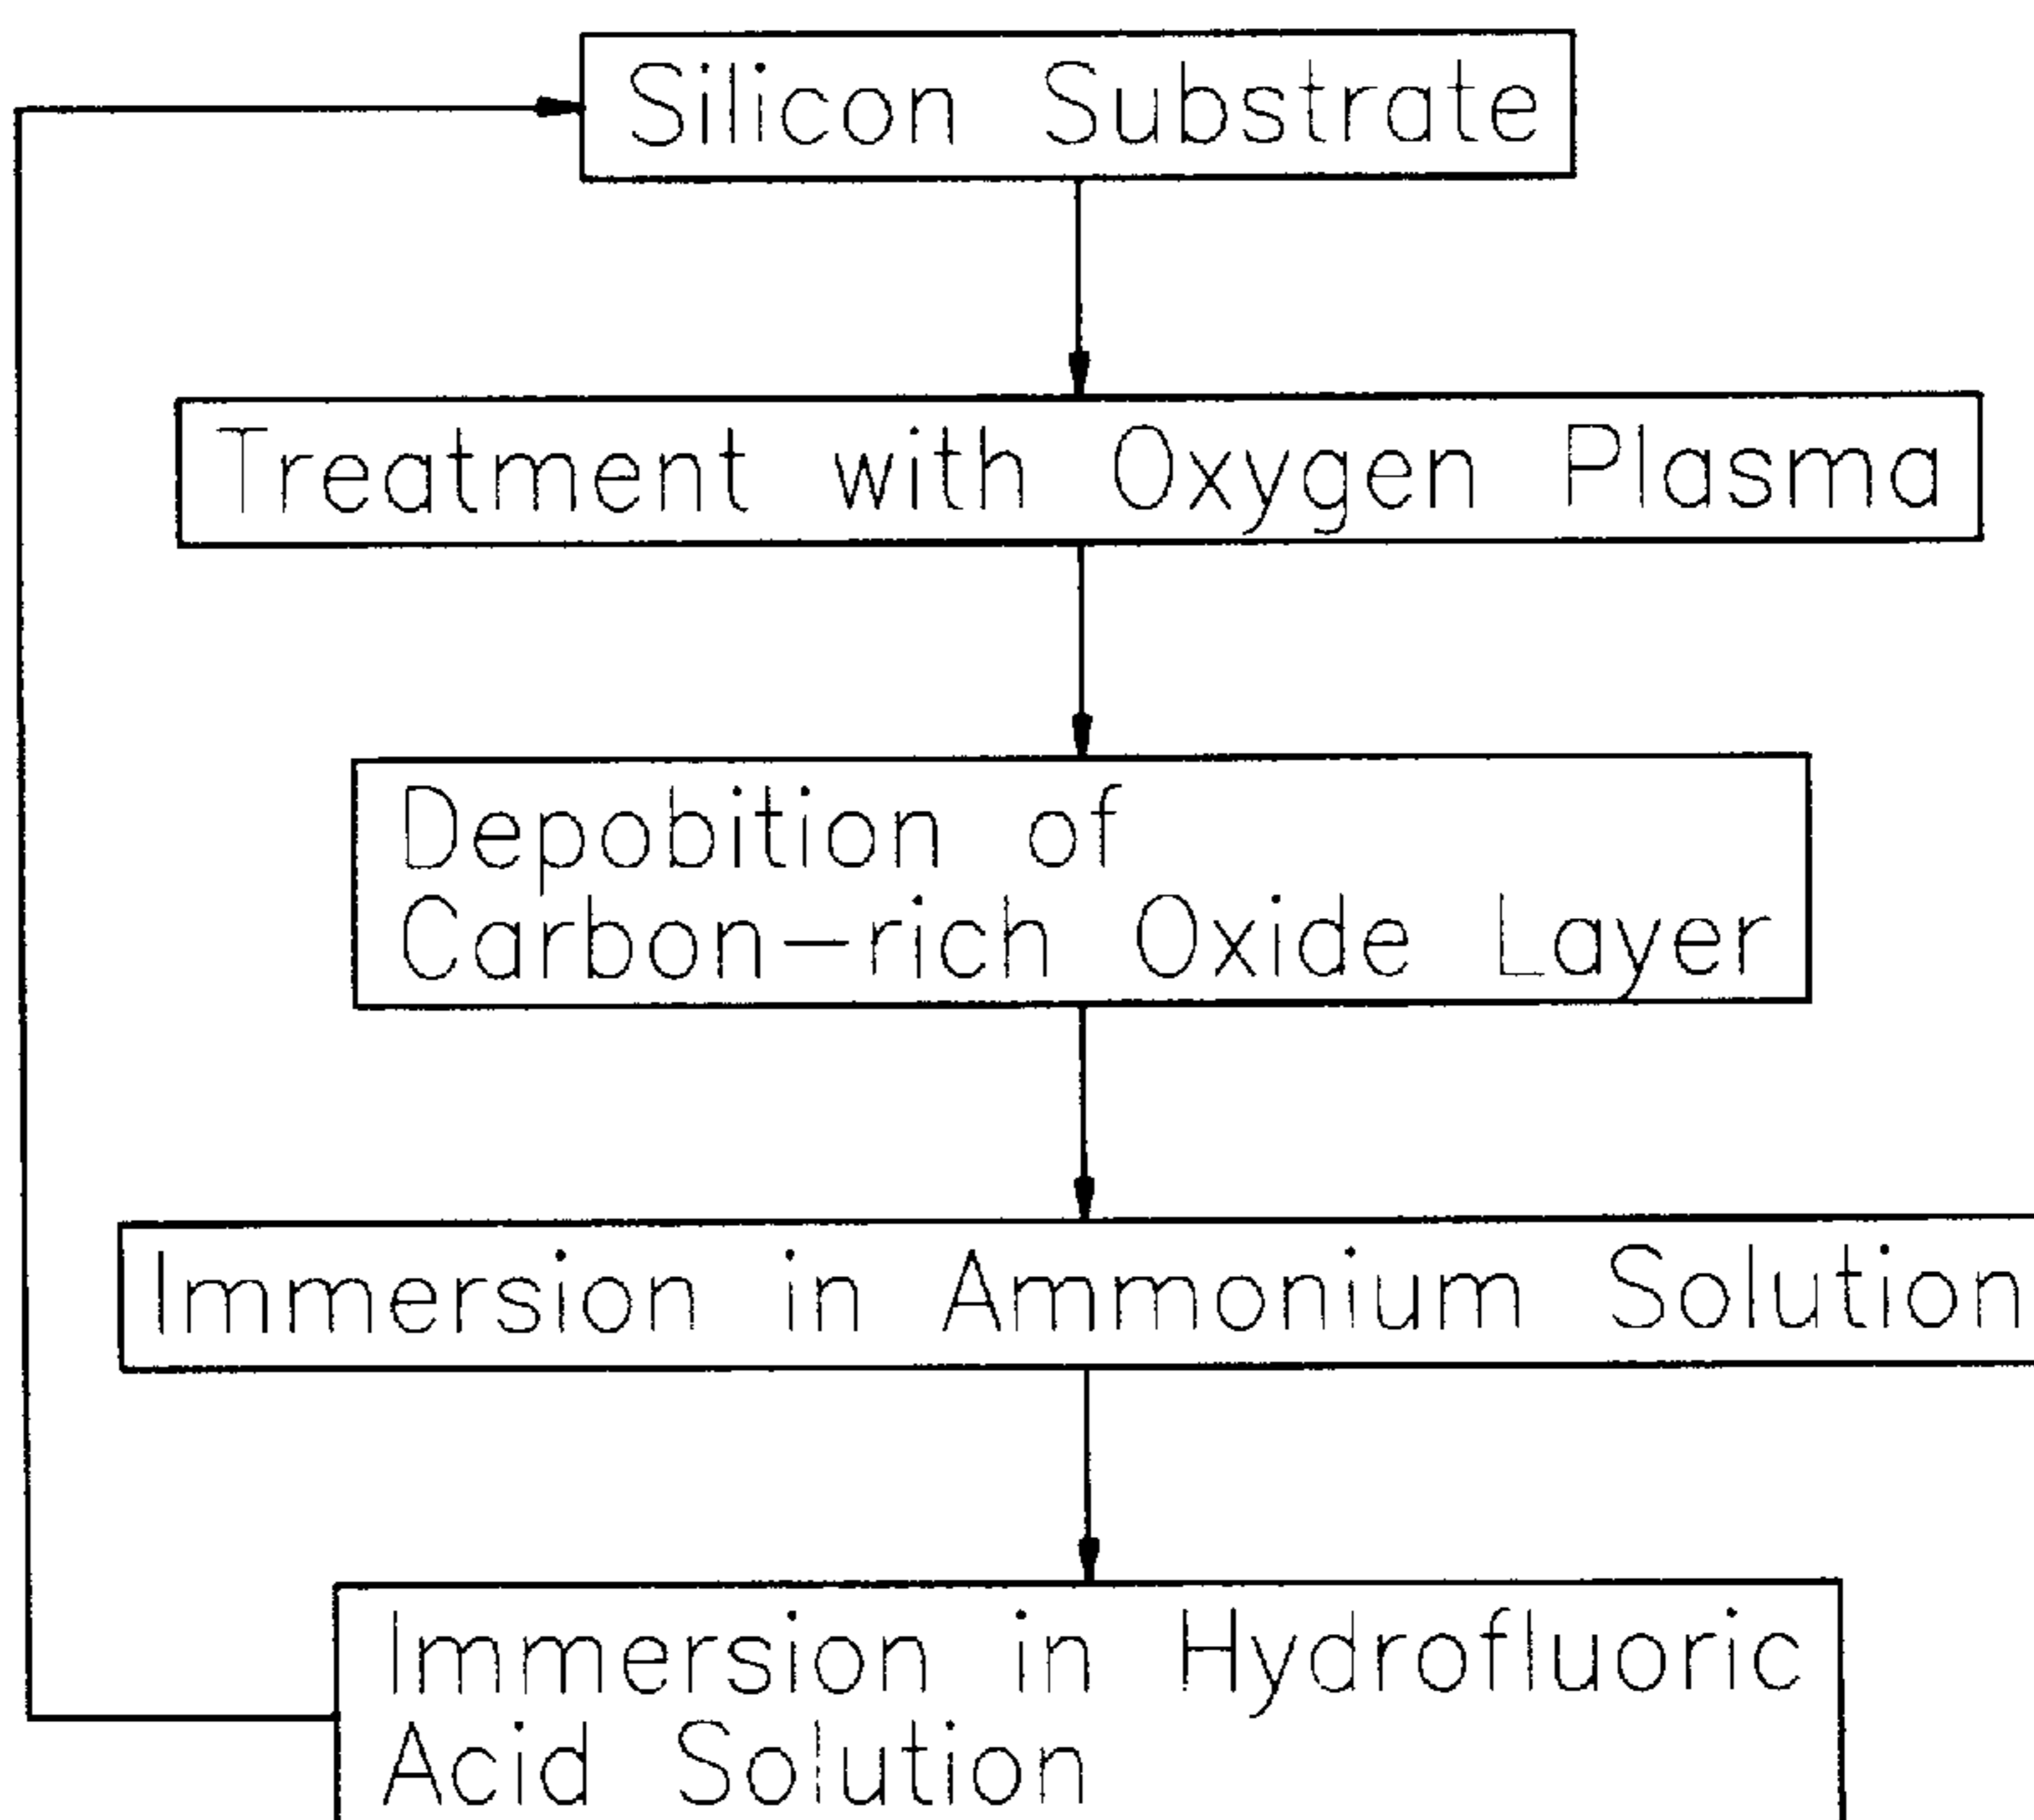 Silicon Substrate
Treatment with Oxygen Plasma
Depobition of
Carbon-rich Oxide Layer
Immersion in Ammonium Solution
Immersion in Hydrofluoric
Acid Solution